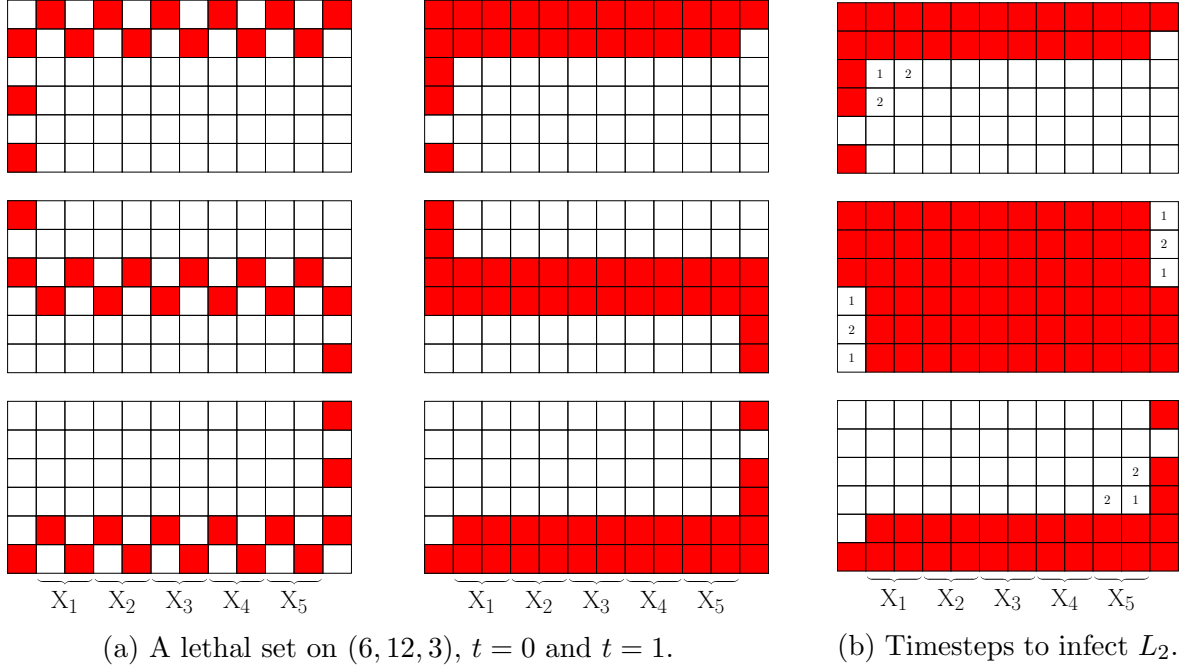 1 2
2
1
2
1
1
2
1
2
2 1
X1 X2 X3 X4 X5
X1 X2 X3 X4 X5
X1 X2 X3 X4 X5
(a) A lethal set on (6, 12, 3), t = 0 and t = 1.
(b) Timesteps to infect L2.